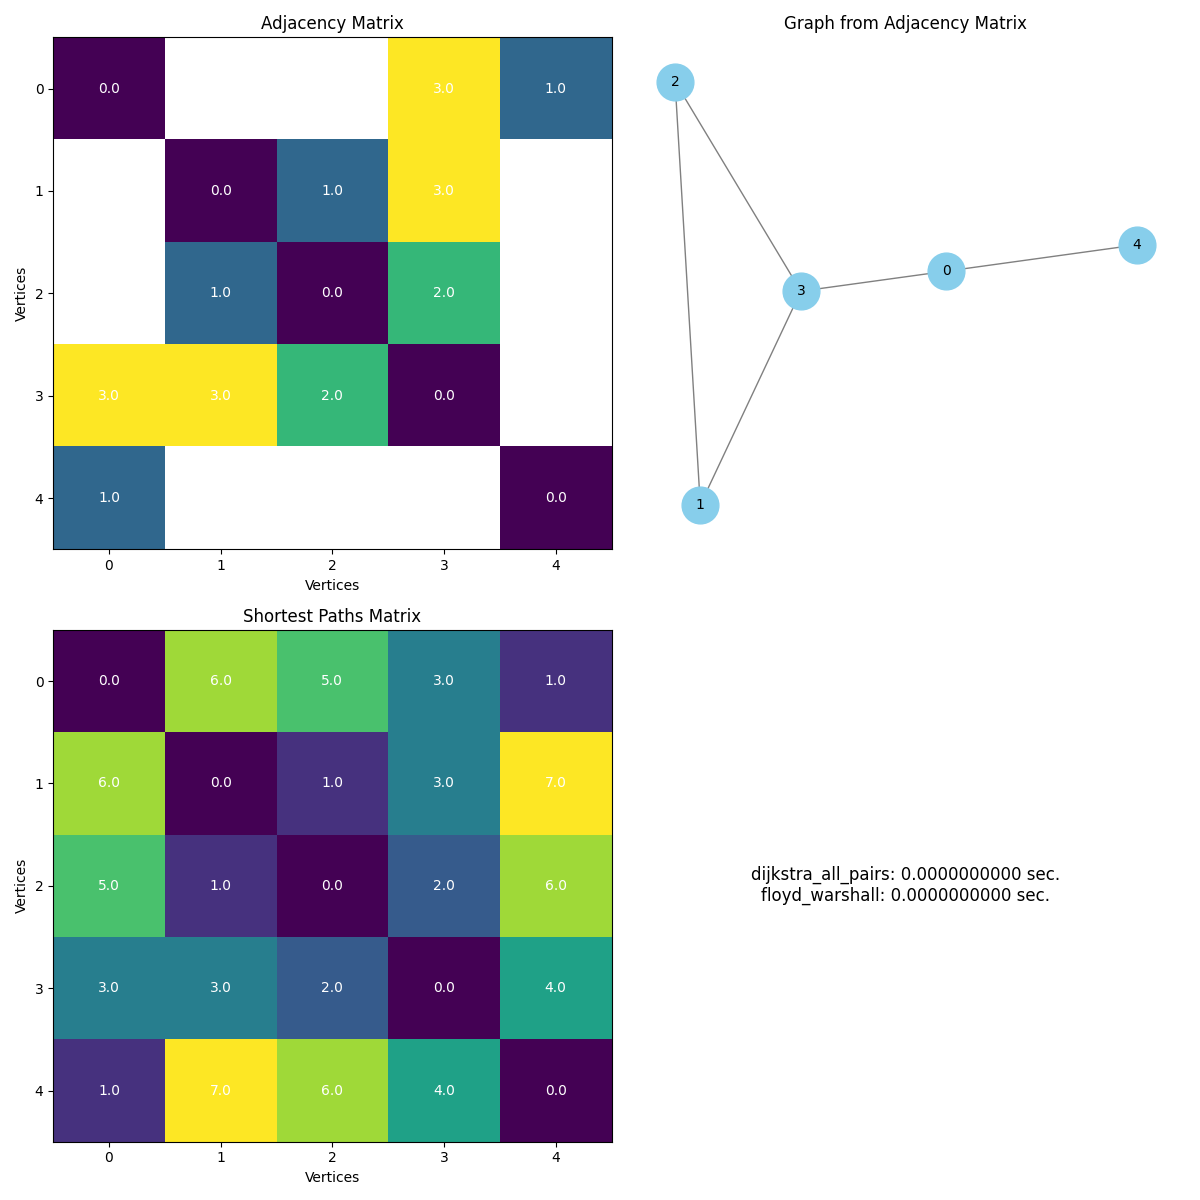 Adjacency Matrix
0 0.0 3.0 1.0
1 0.0 1.0 3.0
Vertices
2 1.0 0.0 2.0
3 3.0 3.0 2.0 0.0
4 1.0 0.0
0 1 2 3 4
Vertices
Graph from Adjacency Matrix
2
4
0
3
1
Shortest Paths Matrix
0 0.0 6.0 5.0 3.0 1.0
1 6.0 0.0 1.0 3.0 7.0
Vertices
2 5.0 1.0 0.0 2.0 6.0
3 3.0 3.0 2.0 0.0 4.0
4 1.0 7.0 6.0 4.0 0.0
0 1 2 3 4
Vertices
dijkstra_all_pairs: 0.0000000000 sec.
floyd_warshall: 0.0000000000 sec.